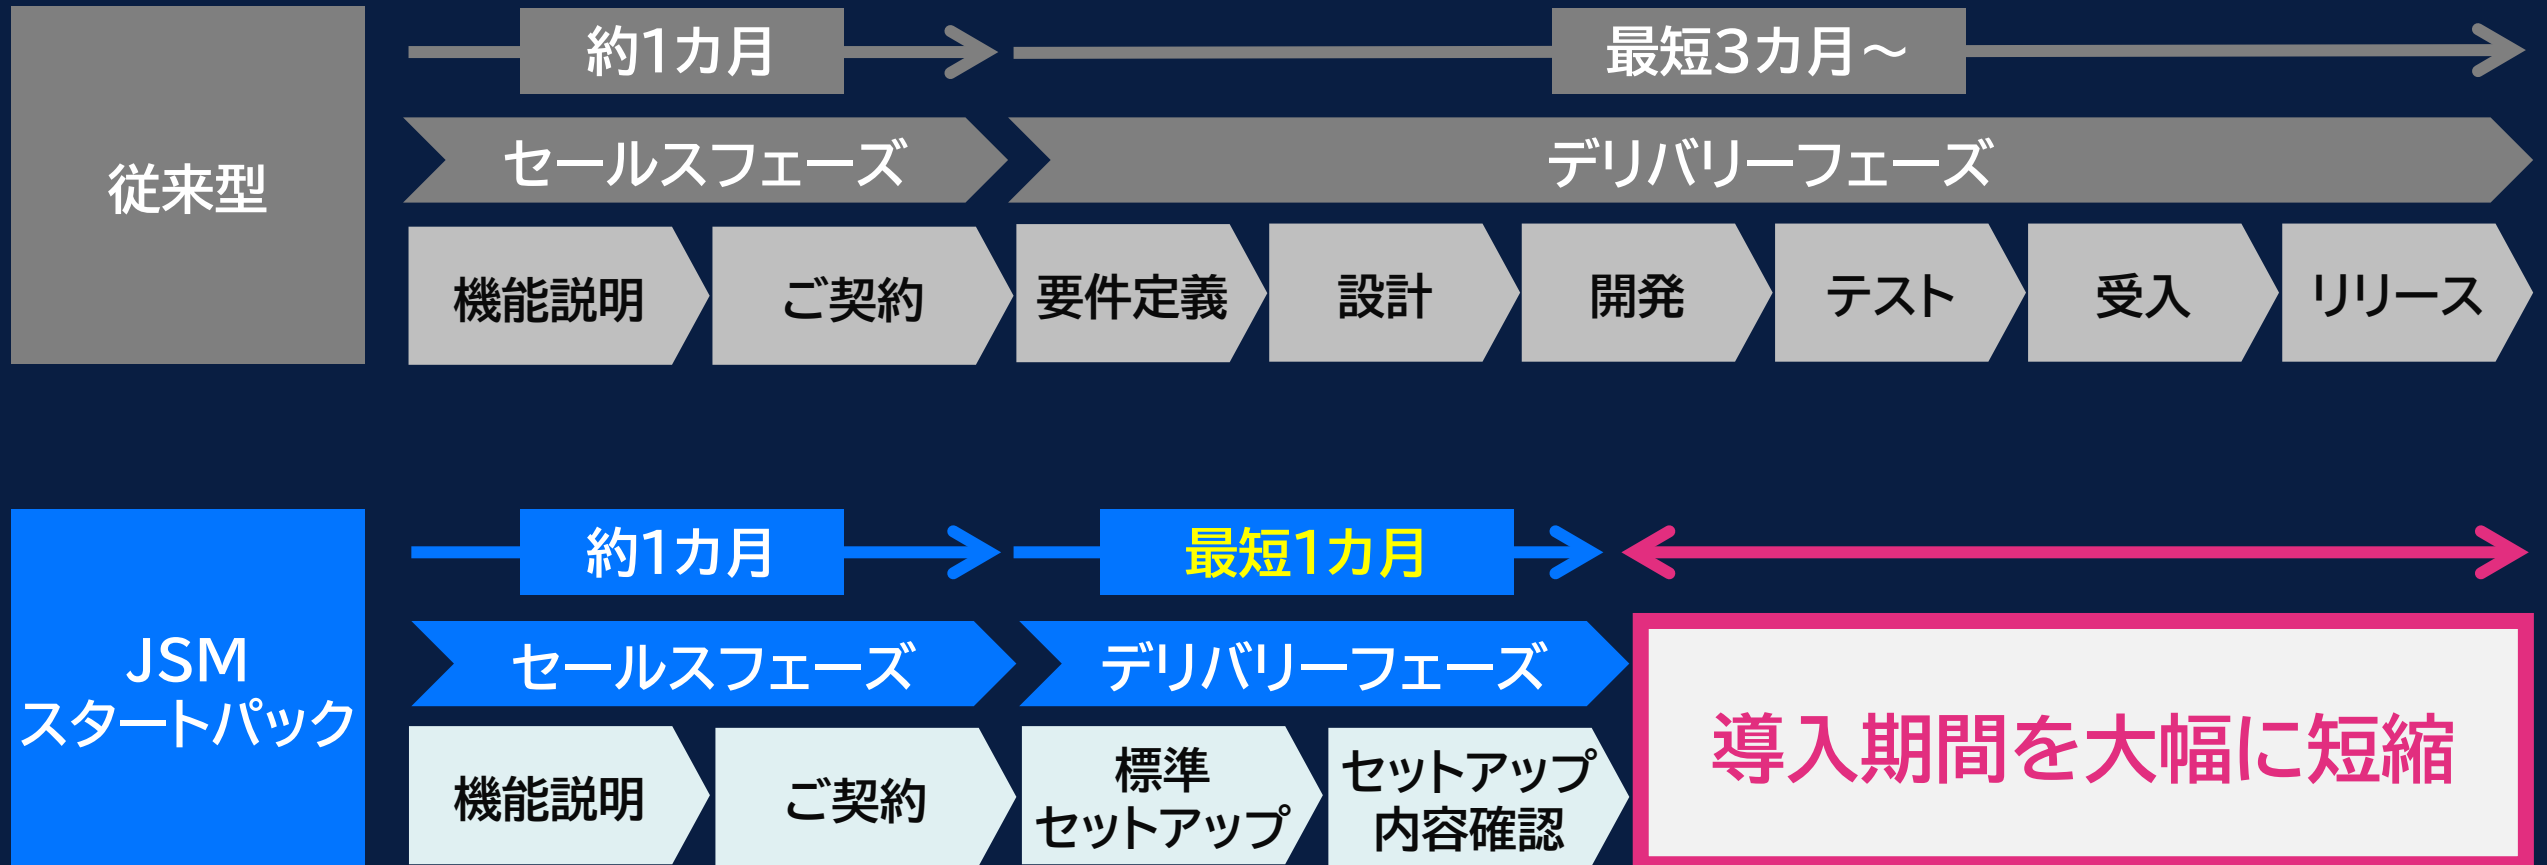 約1カ月
最短3カ月～
従来型
セールスフェーズ
デリバリーフェーズ
機能説明
ご契約
要件定義
設計
開発
テスト
受入
リリース
約1カ月
最短1カ月
JSM
スタートパック
セールスフェーズ
デリバリーフェーズ
機能説明
ご契約
標準
セットアップ
セットアップ
内容確認
導入期間を大幅に短縮